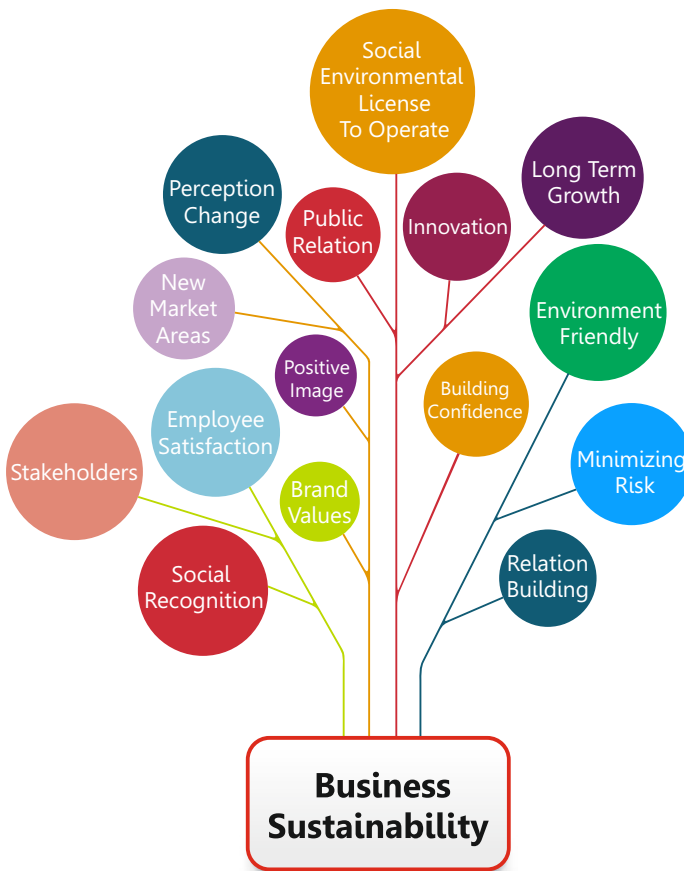 Social
Environmental
License
To Operate
Perception
Change
Public
Relation
Innovation
Long Term
Growth
New
Market
Areas
Environment
Friendly
Positive
Image
Building
Confidence
Employee
Satisfaction
Stakeholders
Minimizing
Risk
Brand
Values
Social
Recognition
Relation
Building
Business
Sustainability